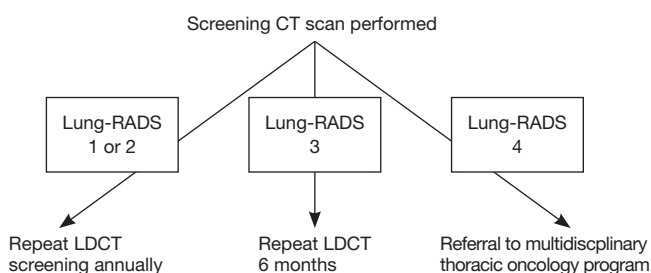 Screening CT scan performed
Lung-RADS
1 or 2
Lung-RADS
3
Lung-RADS
4
Repeat LDCT
screening annually
Repeat LDCT
6 months
Referral to multidiscplinary
thoracic oncology program